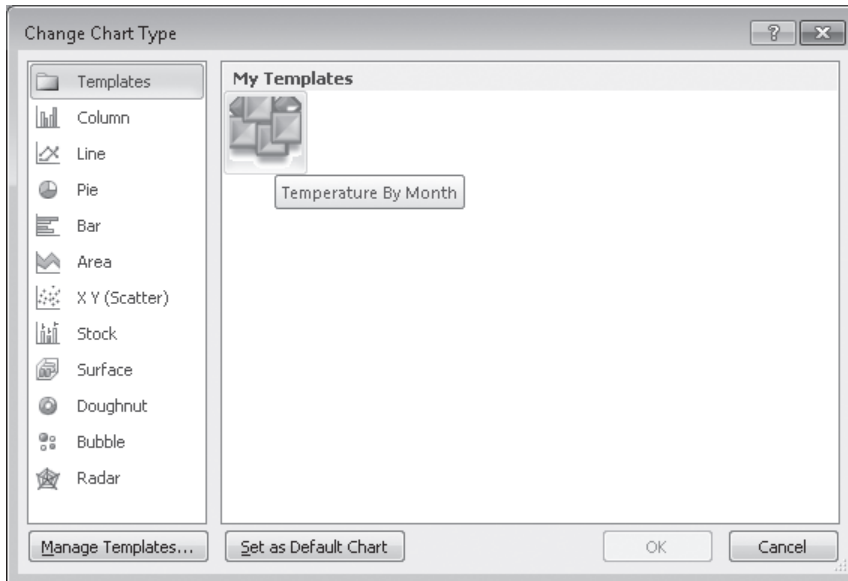 Change Chart Type
?
Templates
Column
Line
Pie
Bar
Area
X Y (Scatter)
Stock
Surface
Doughnut
Bubble
Radar
My Templates
Temperature By Month
Manage Templates...
Set as Default Chart
OK
Cancel